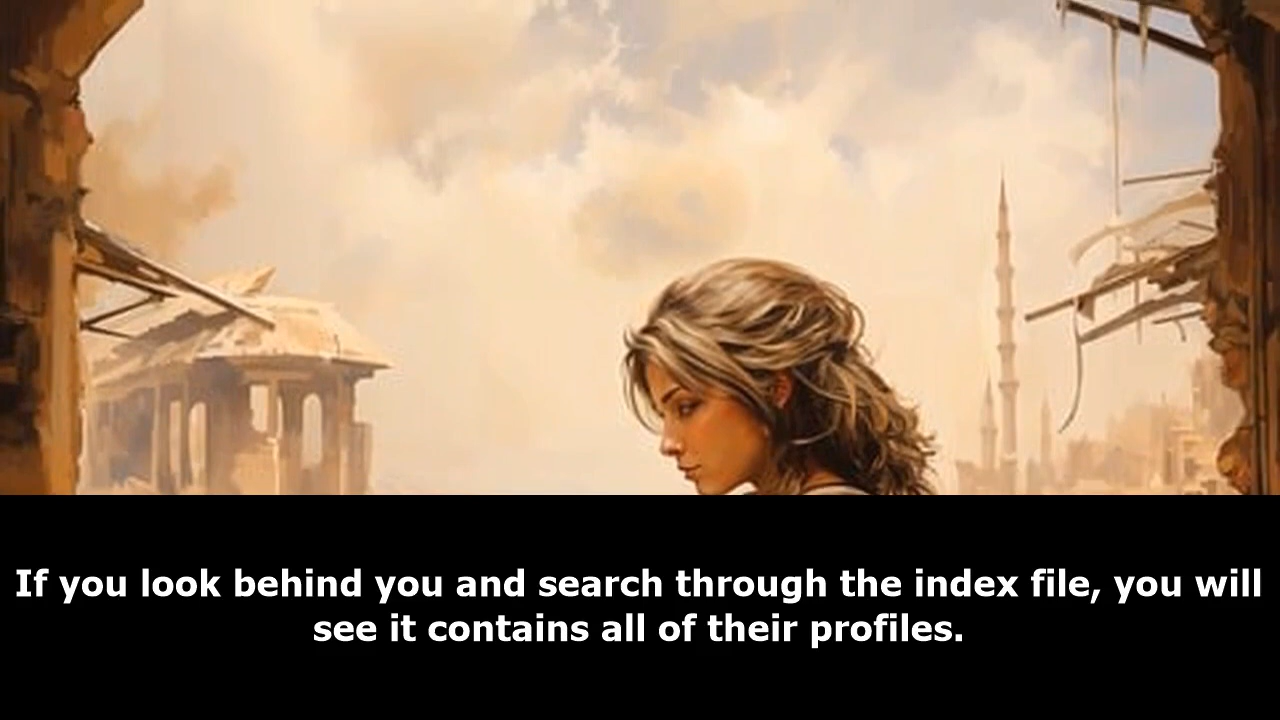 If you look behind you and search through the index file, you will
see it contains all of their profiles.